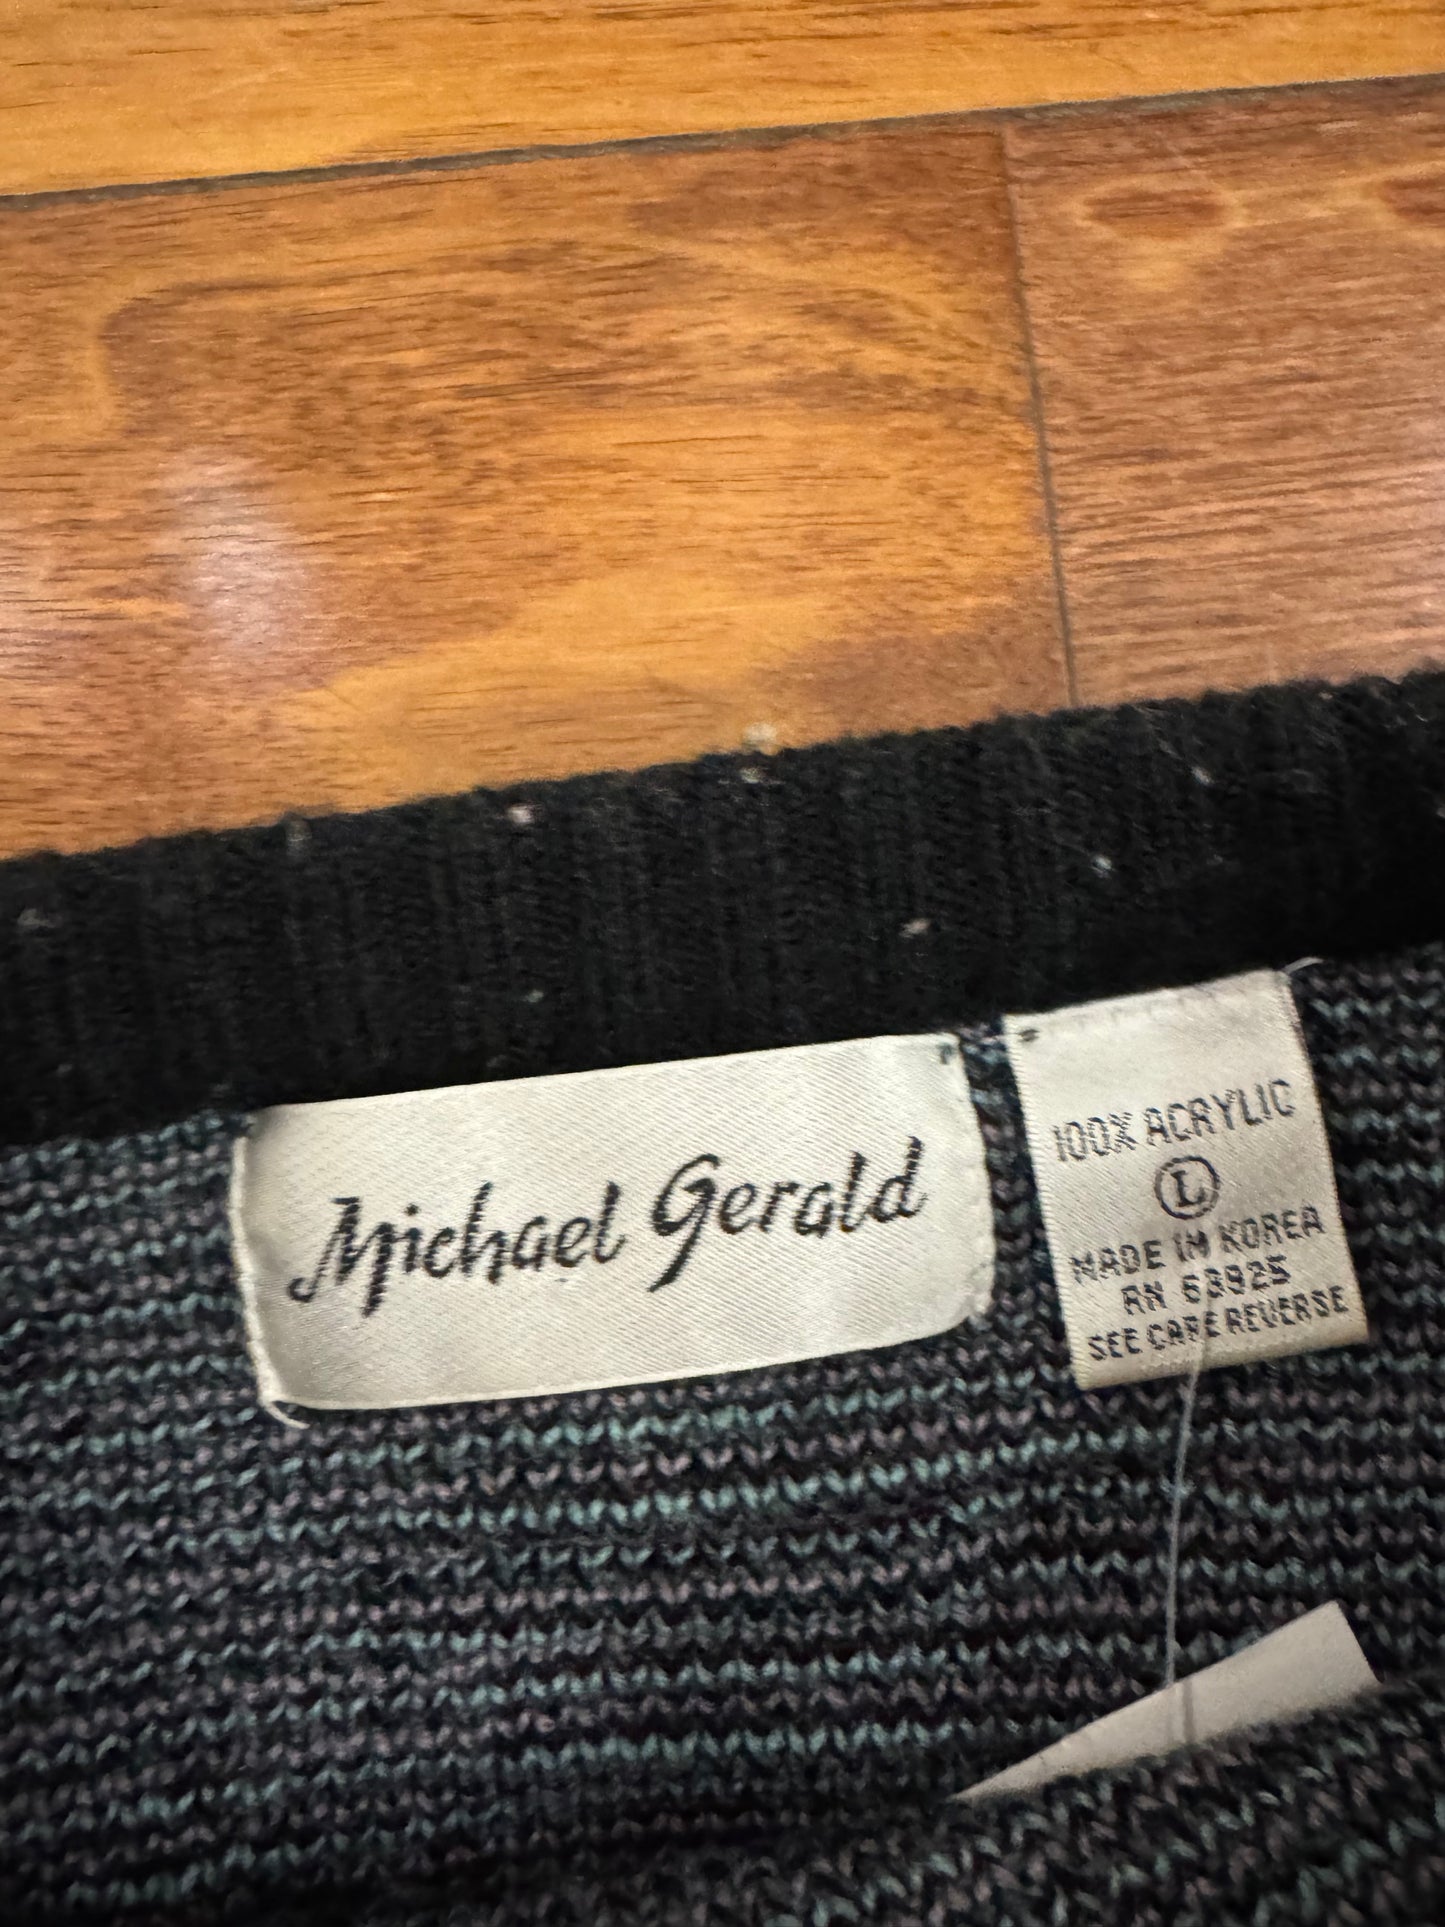 Michael Gerald
100% ACRYLIC
L
MADE IN KOREA
RN 63925
SEE CARE REVERSE